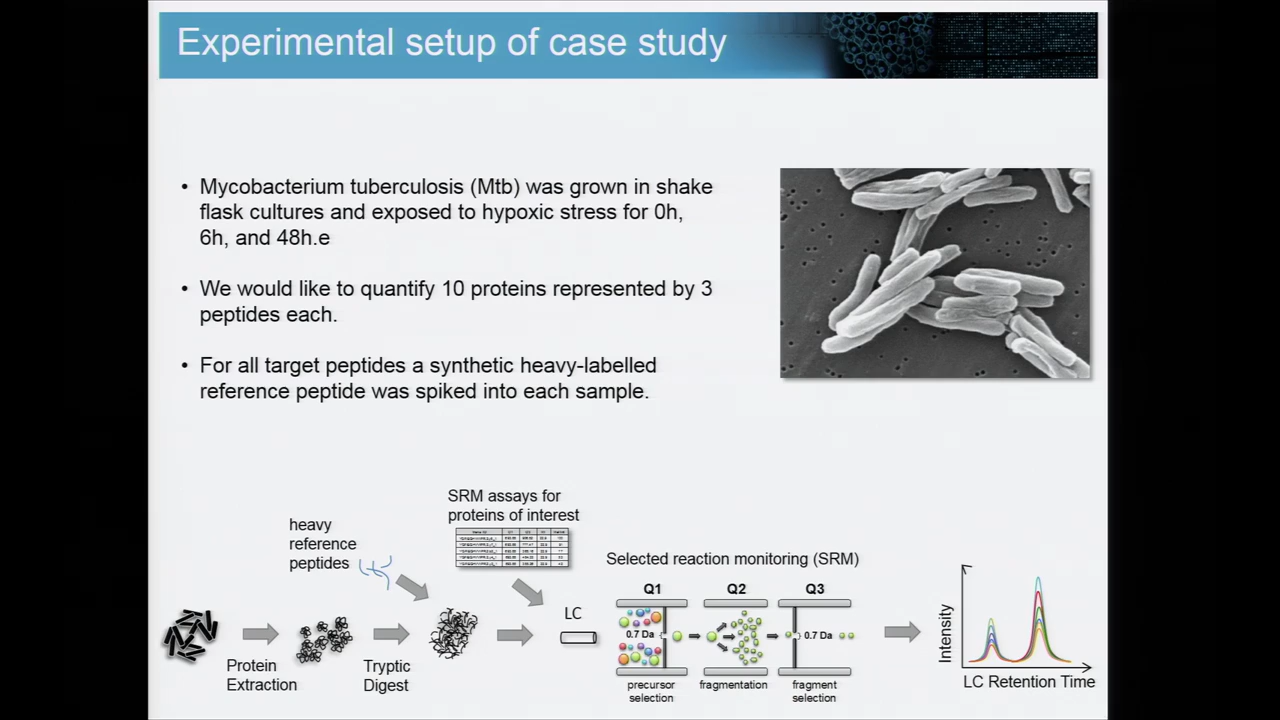 Experimental setup of case study
• Mycobacterium tuberculosis (Mtb) was grown in shake
flask cultures and exposed to hypoxic stress for 0h,
6h, and 48h.e
• We would like to quantify 10 proteins represented by 3
peptides each.
• For all target peptides a synthetic heavy-labelled
reference peptide was spiked into each sample.
SRM assays for
proteins of interest
heavy
reference
peptides
Selected reaction monitoring (SRM)
Q1 Q2 Q3
LC
0.7 Da 0.7 Da
Protein
Extraction
Tryptic
Digest
precursor
selection
fragmentation
fragment
selection
Intensity
LC Retention Time